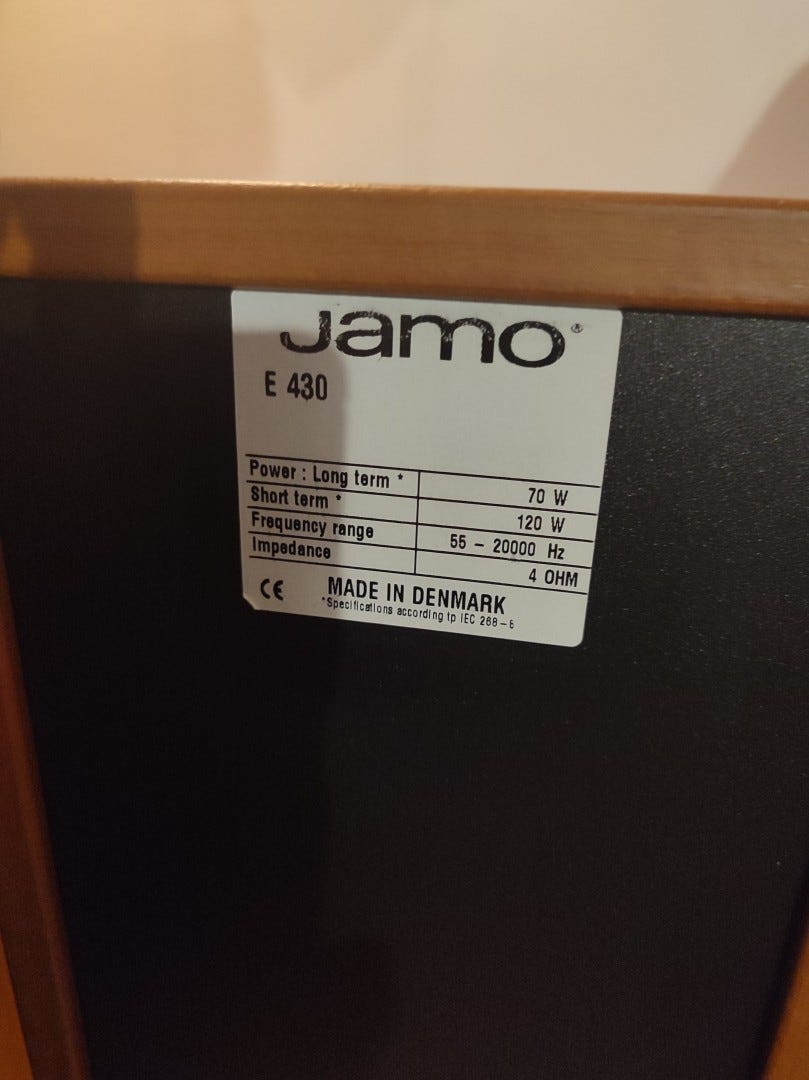 Jamo®
E 430
Power : Long term * 70 W
Short term * 120 W
Frequency range 55 – 20000 Hz
Impedance 4 OHM
CE MADE IN DENMARK
*Specifications according tp IEC 268–6